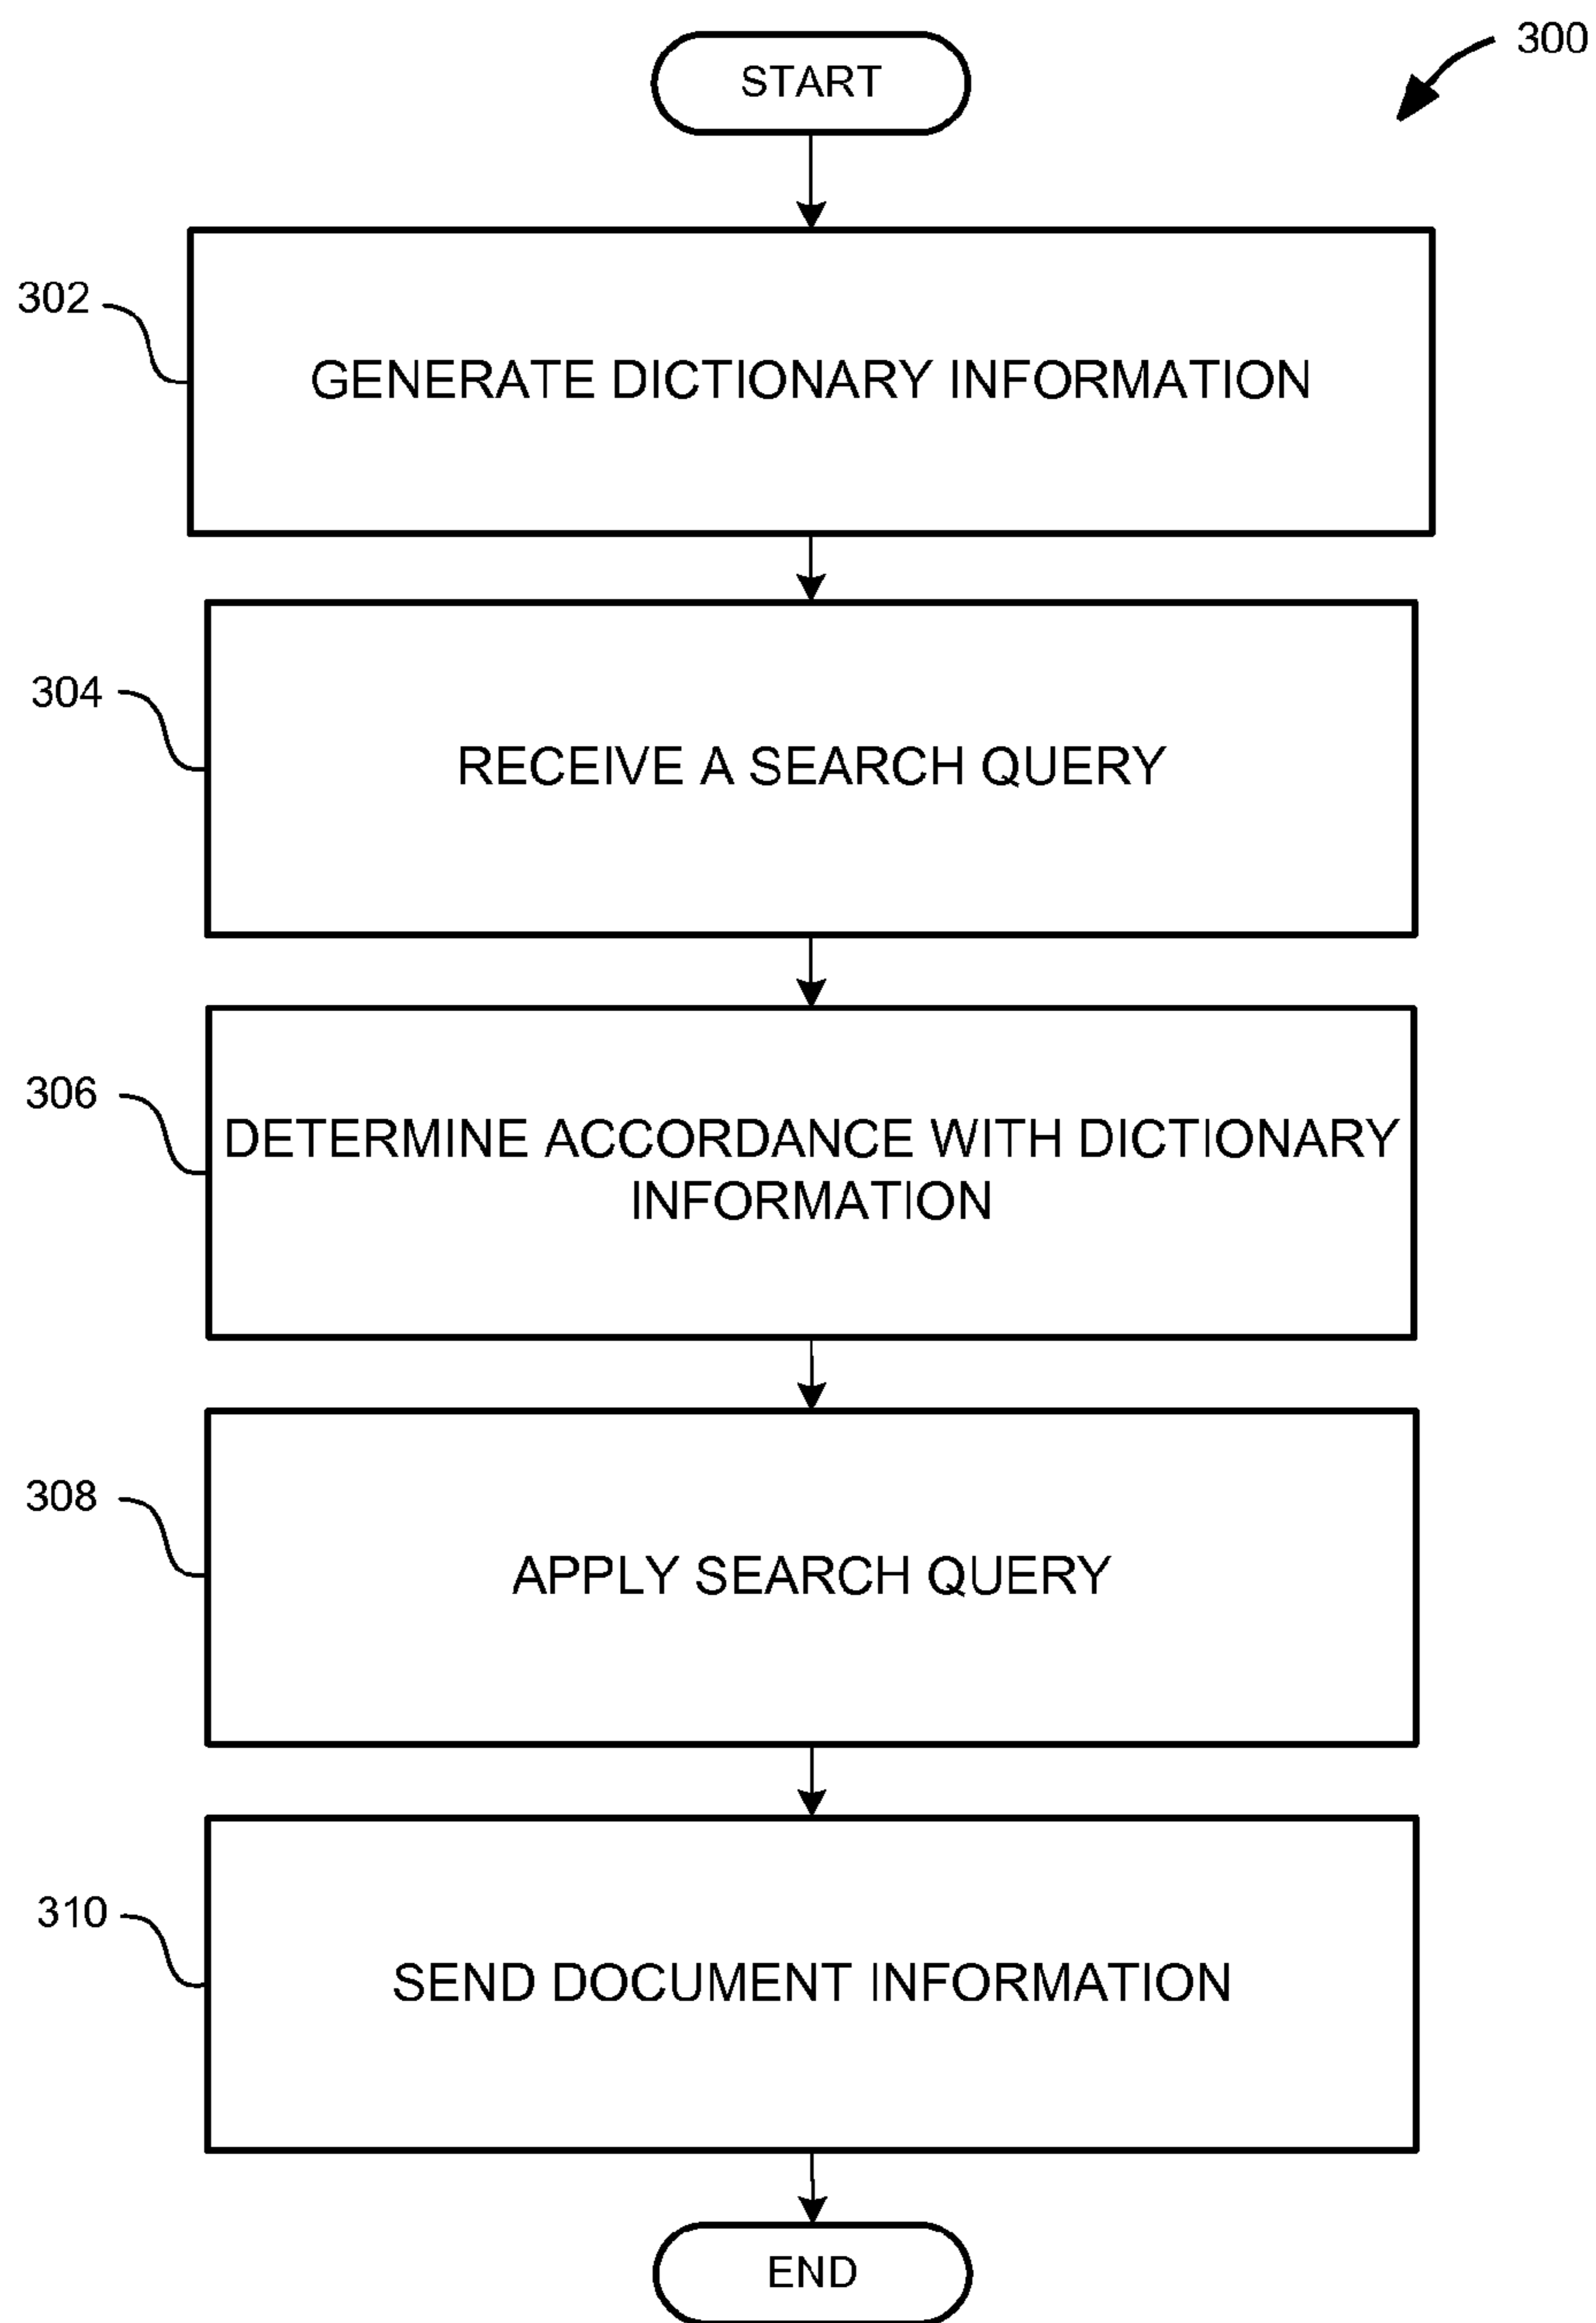 START
300
302
GENERATE DICTIONARY INFORMATION
304
RECEIVE A SEARCH QUERY
306
DETERMINE ACCORDANCE WITH DICTIONARY
INFORMATION
308
APPLY SEARCH QUERY
310
SEND DOCUMENT INFORMATION
END